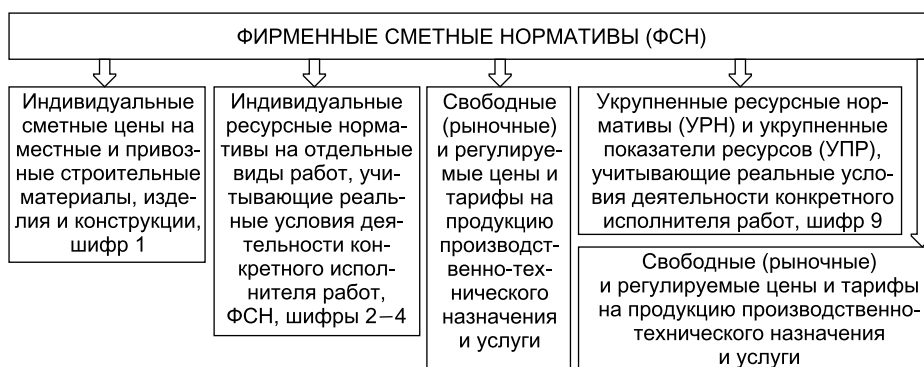 ФИРМЕННЫЕ СМЕТНЫЕ НОРМАТИВЫ (ФСН)
Индивидуальные
сметные цены на
местные и привоз-
ные строительные
материалы, изде-
лия и конструкции,
шифр 1
Индивидуальные
ресурсные норма-
тивы на отдельные
виды работ, учи-
тывающие реаль-
ные условия дея-
тельности кон-
кретного испол-
нителя работ,
ФСН, шифры 2–4
Свободные
(рыночные)
и регулируе-
мые цены и
тарифы на
продукцию
производст-
венно-тех-
нического
назначения
и услуги
Укрупненные ресурсные нор-
мативы (УРН) и укрупненные
показатели ресурсов (УПР),
учитывающие реальные усло-
вия деятельности конкретного
исполнителя работ, шифр 9
Свободные (рыночные)
и регулируемые цены и тарифы
на продукцию производственно-
технического назначения
и услуги